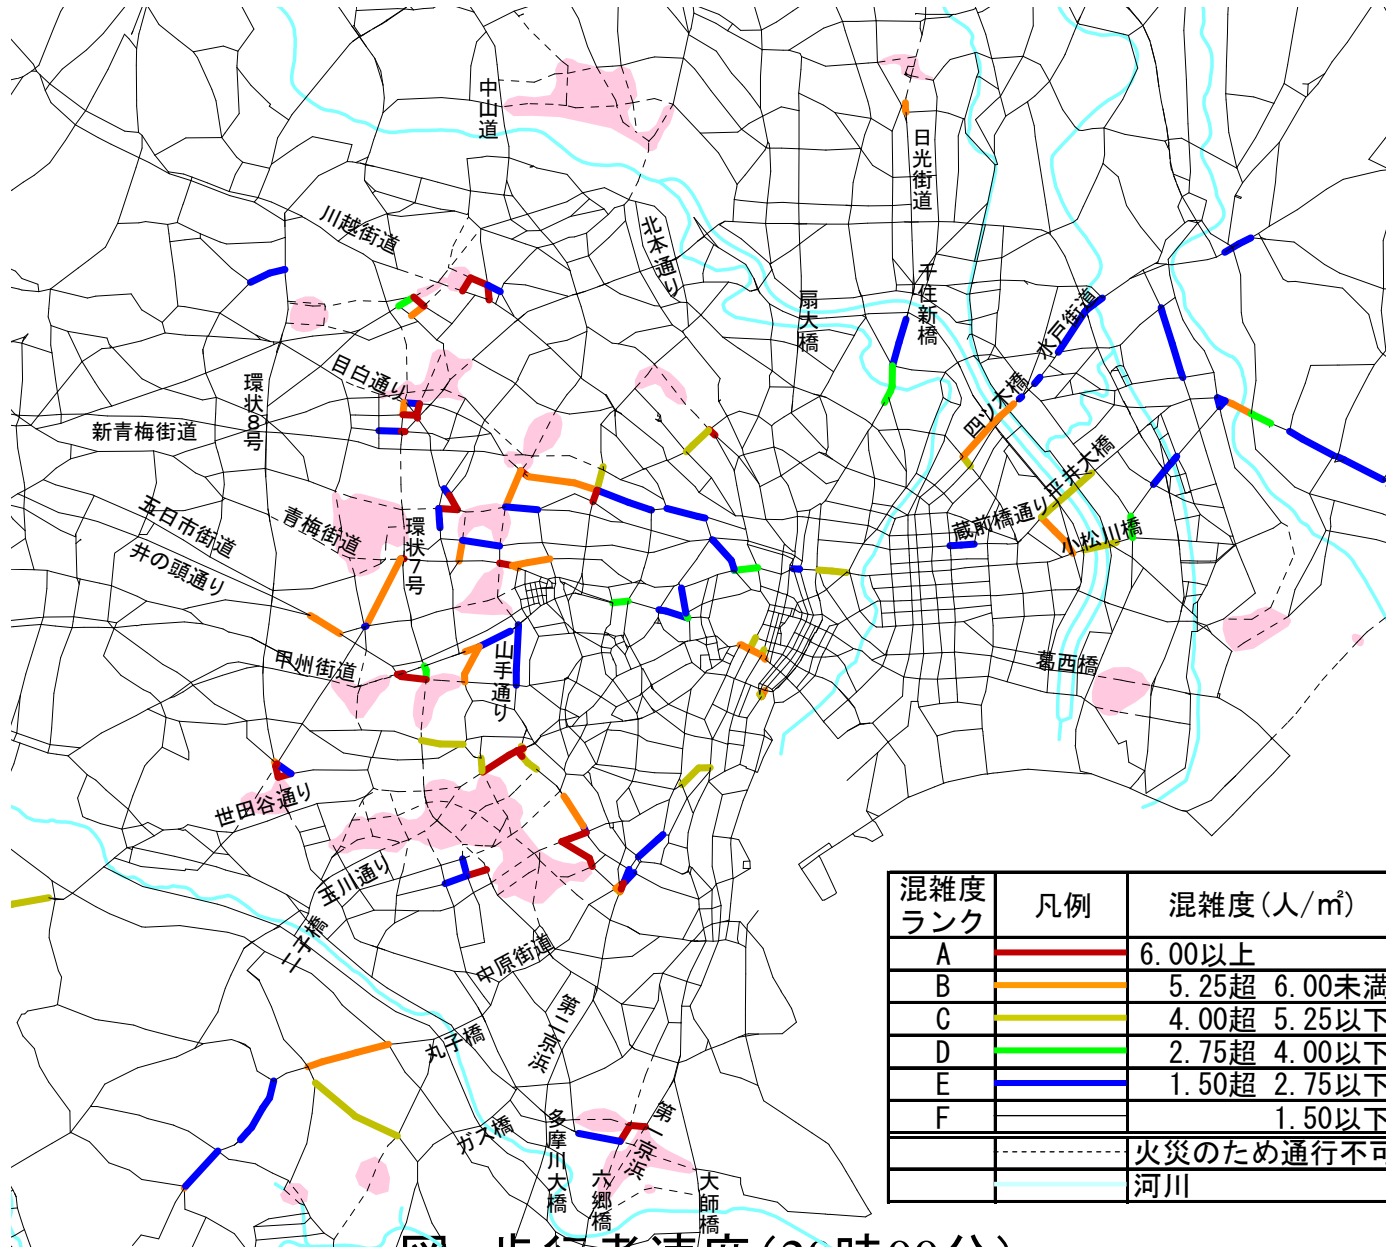 中山道
日光街道
川越街道
北本通り
千住新橋
扇大橋
水戸街道
目白通り
環状8号
四ツ木橋
新青梅街道
平井大橋
五日市街道
青梅街道
環状7号
蔵前橋通り
小松川橋
井の頭通り
甲州街道
山手通り
葛西橋
世田谷通り
玉川通り
二子橋
中原街道
第二京浜
丸子橋
ガス橋
多摩川大橋
第一京浜
六郷橋
大師橋
混雑度ランク 凡例 混雑度(人/㎡)
A 6.00以上
B 5.25超 6.00未満
C 4.00超 5.25以下
D 2.75超 4.00以下
E 1.50超 2.75以下
F 1.50以下
火災のため通行不可
河川